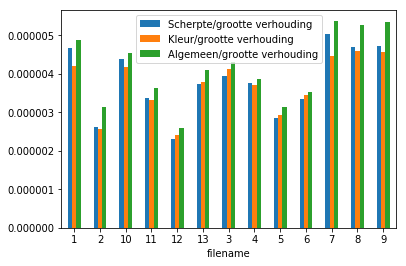 Scherpte/grootte verhouding
Kleur/grootte verhouding
Algemeen/grootte verhouding
0.000005
0.000004
0.000003
0.000002
0.000001
0.000000
1 2 10 11 12 13 3 4 5 6 7 8 9
filename